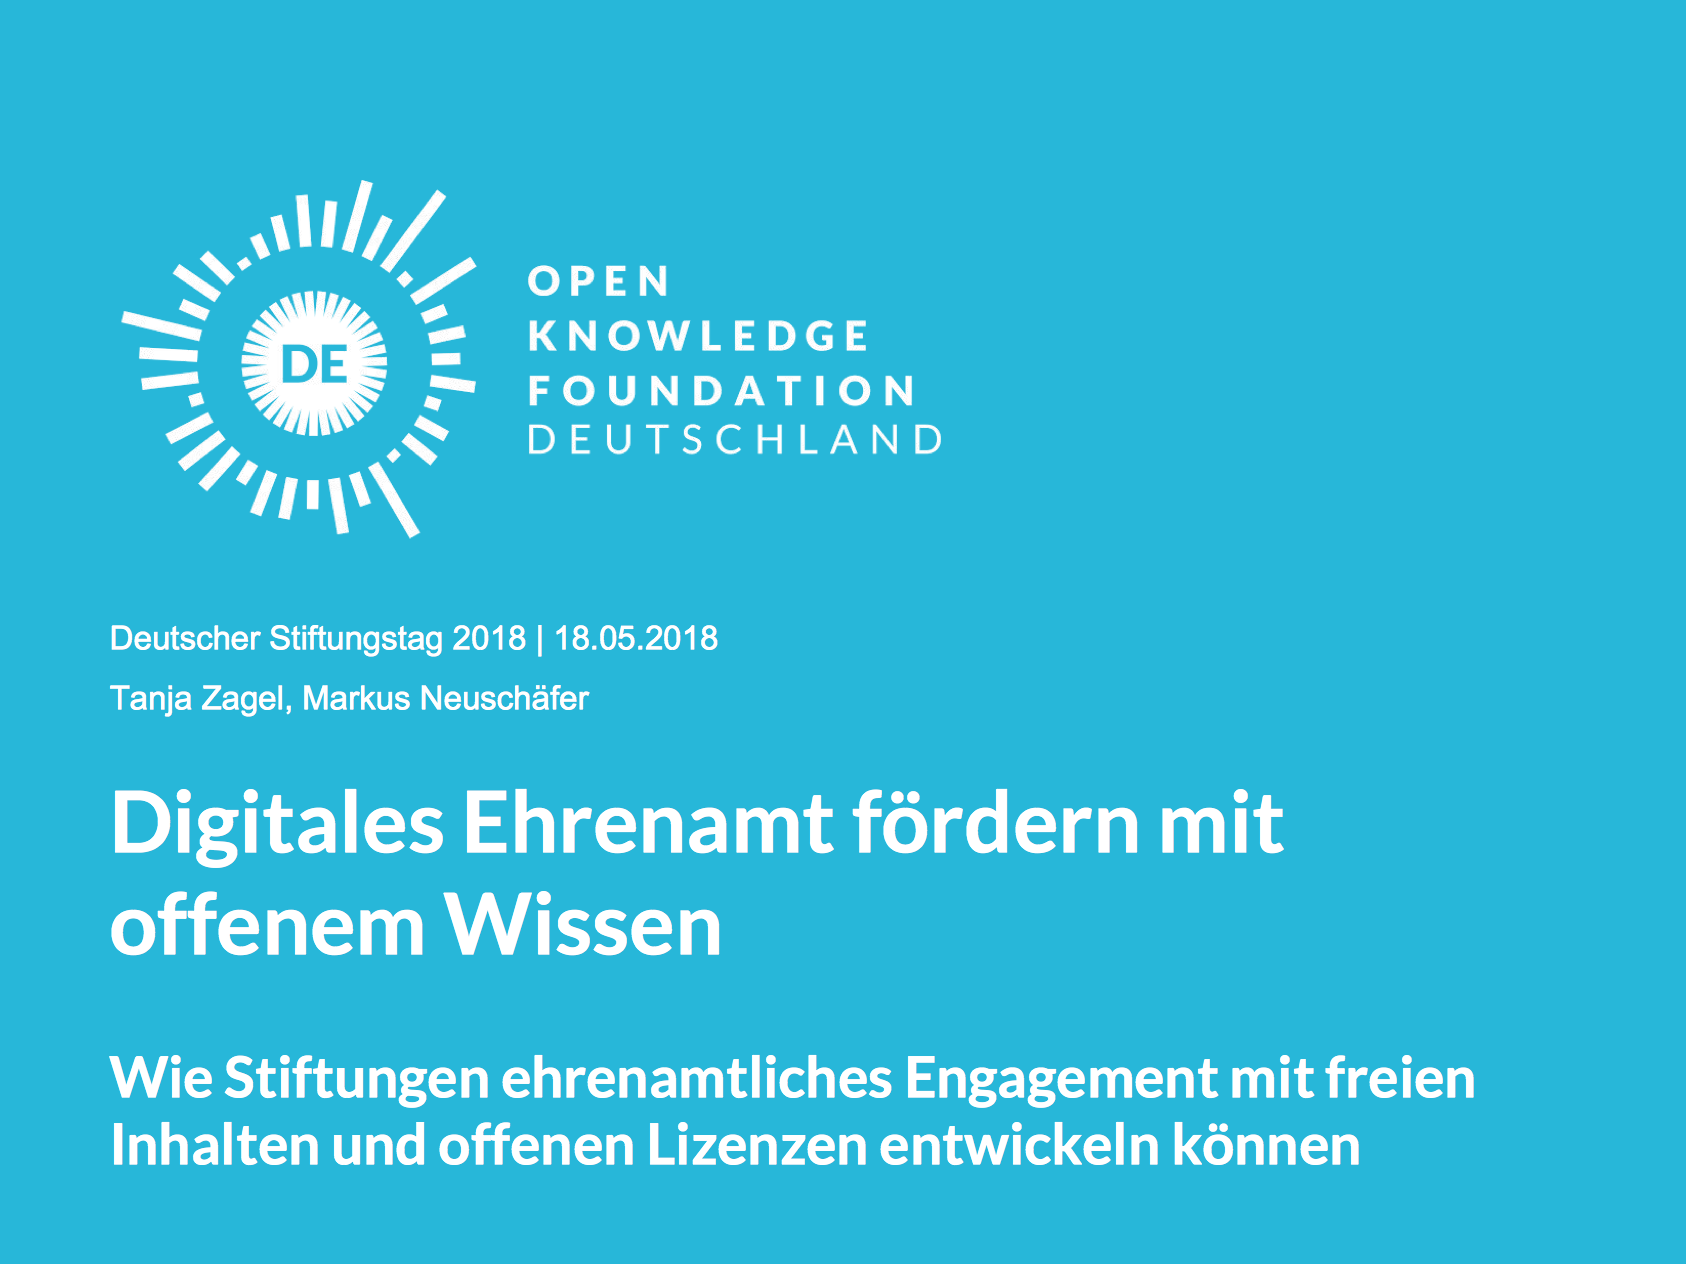 DE
OPEN
KNOWLEDGE
FOUNDATION
DEUTSCHLAND
Deutscher Stiftungstag 2018 | 18.05.2018
Tanja Zagel, Markus Neuschäfer
Digitales Ehrenamt fördern mit
offenem Wissen
Wie Stiftungen ehrenamtliches Engagement mit freien
Inhalten und offenen Lizenzen entwickeln können